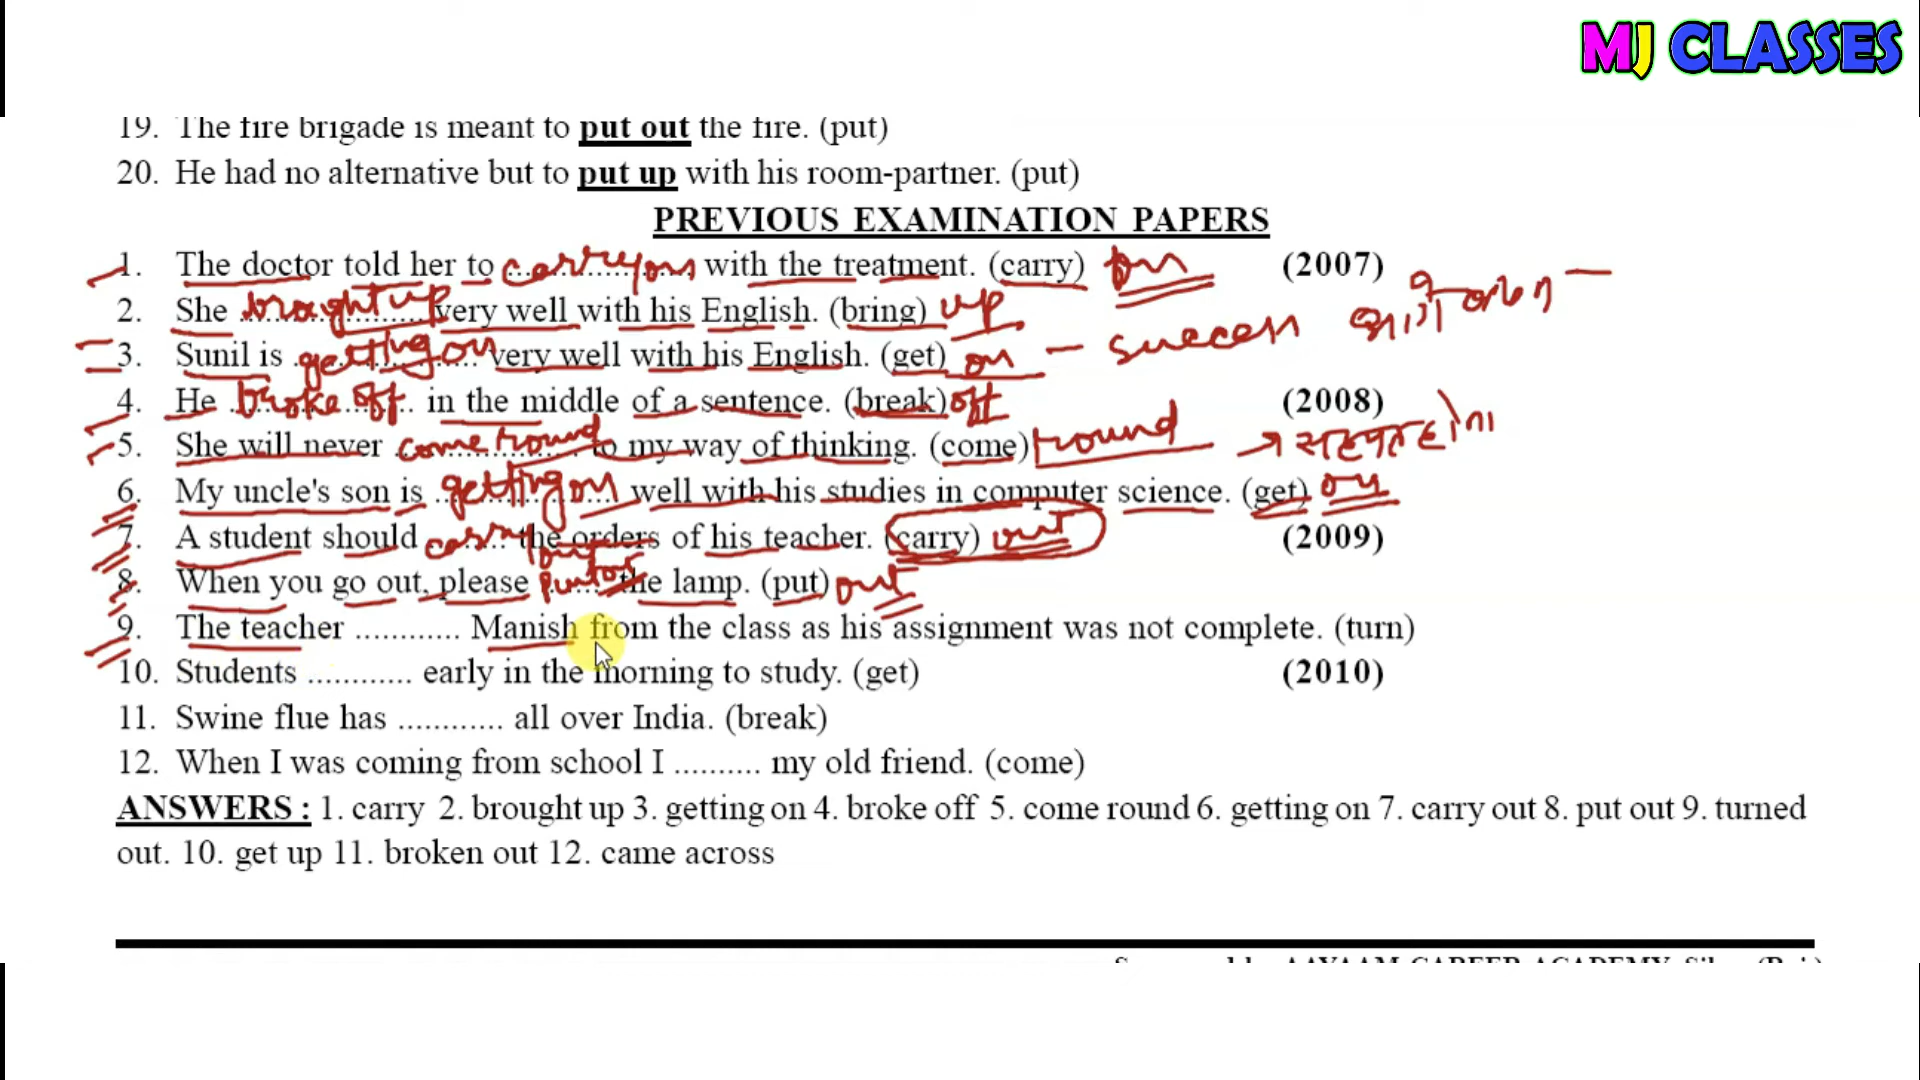 MJ CLASSES
19. The fire brigade is meant to put out the fire. (put)
20. He had no alternative but to put up with his room-partner. (put)
PREVIOUS EXAMINATION PAPERS
1. The doctor told her to carry on with the treatment. (carry) on (2007)
2. She brought up very well with his English. (bring) up
3. Sunil is getting on very well with his English. (get) on – success
4. He broke off in the middle of a sentence. (break) off (2008)
5. She will never come round to my way of thinking. (come) round → सहमत होना
6. My uncle's son is getting on well with his studies in computer science. (get) on
7. A student should carry out the orders of his teacher. (carry) out (2009)
8. When you go out, please put out the lamp. (put) out
9. The teacher ............ Manish from the class as his assignment was not complete. (turn)
10. Students ............ early in the morning to study. (get) (2010)
11. Swine flue has ............ all over India. (break)
12. When I was coming from school I .......... my old friend. (come)
ANSWERS : 1. carry 2. brought up 3. getting on 4. broke off 5. come round 6. getting on 7. carry out 8. put out 9. turned
out. 10. get up 11. broken out 12. came across